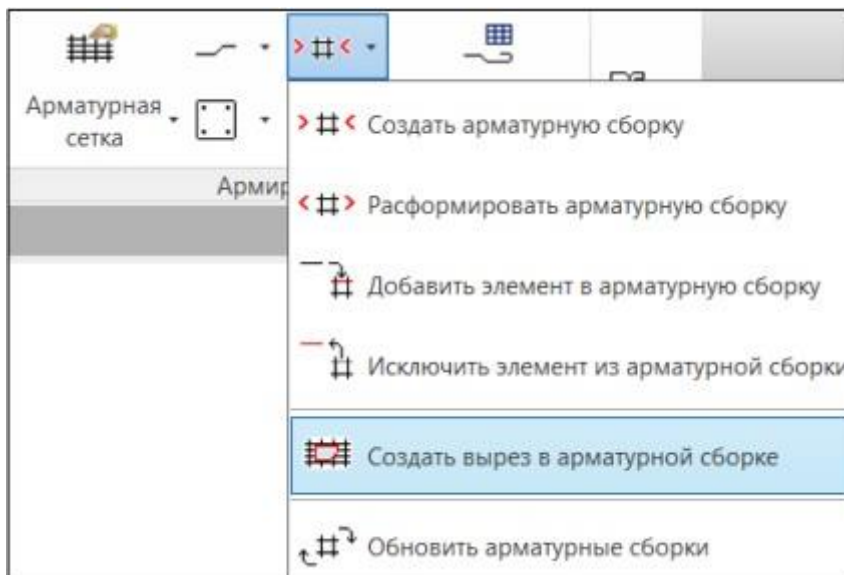 Арматурная
сетка
Создать арматурную сборку
Расформировать арматурную сборку
Добавить элемент в арматурную сборку
Исключить элемент из арматурной сборки
Создать вырез в арматурной сборке
Обновить арматурные сборки